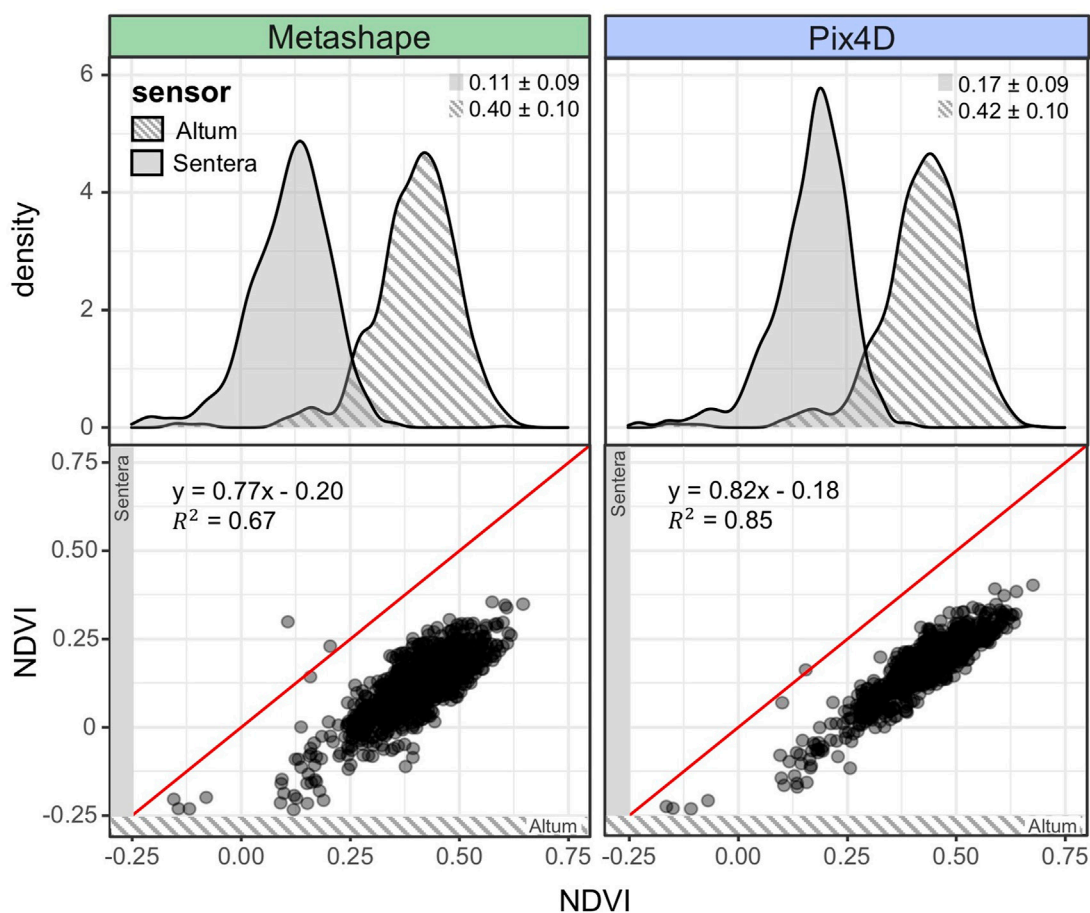 Metashape
Pix4D
sensor
Altum
Sentera
0.11 ± 0.09
0.40 ± 0.10
0.17 ± 0.09
0.42 ± 0.10
6
4
2
0
density
Sentera
y = 0.77x - 0.20
R² = 0.67
Sentera
y = 0.82x - 0.18
R² = 0.85
0.75
0.50
0.25
0
-0.25
NDVI
Altum
Altum
-0.25 0.00 0.25 0.50 0.75
-0.25 0.00 0.25 0.50 0.75
NDVI